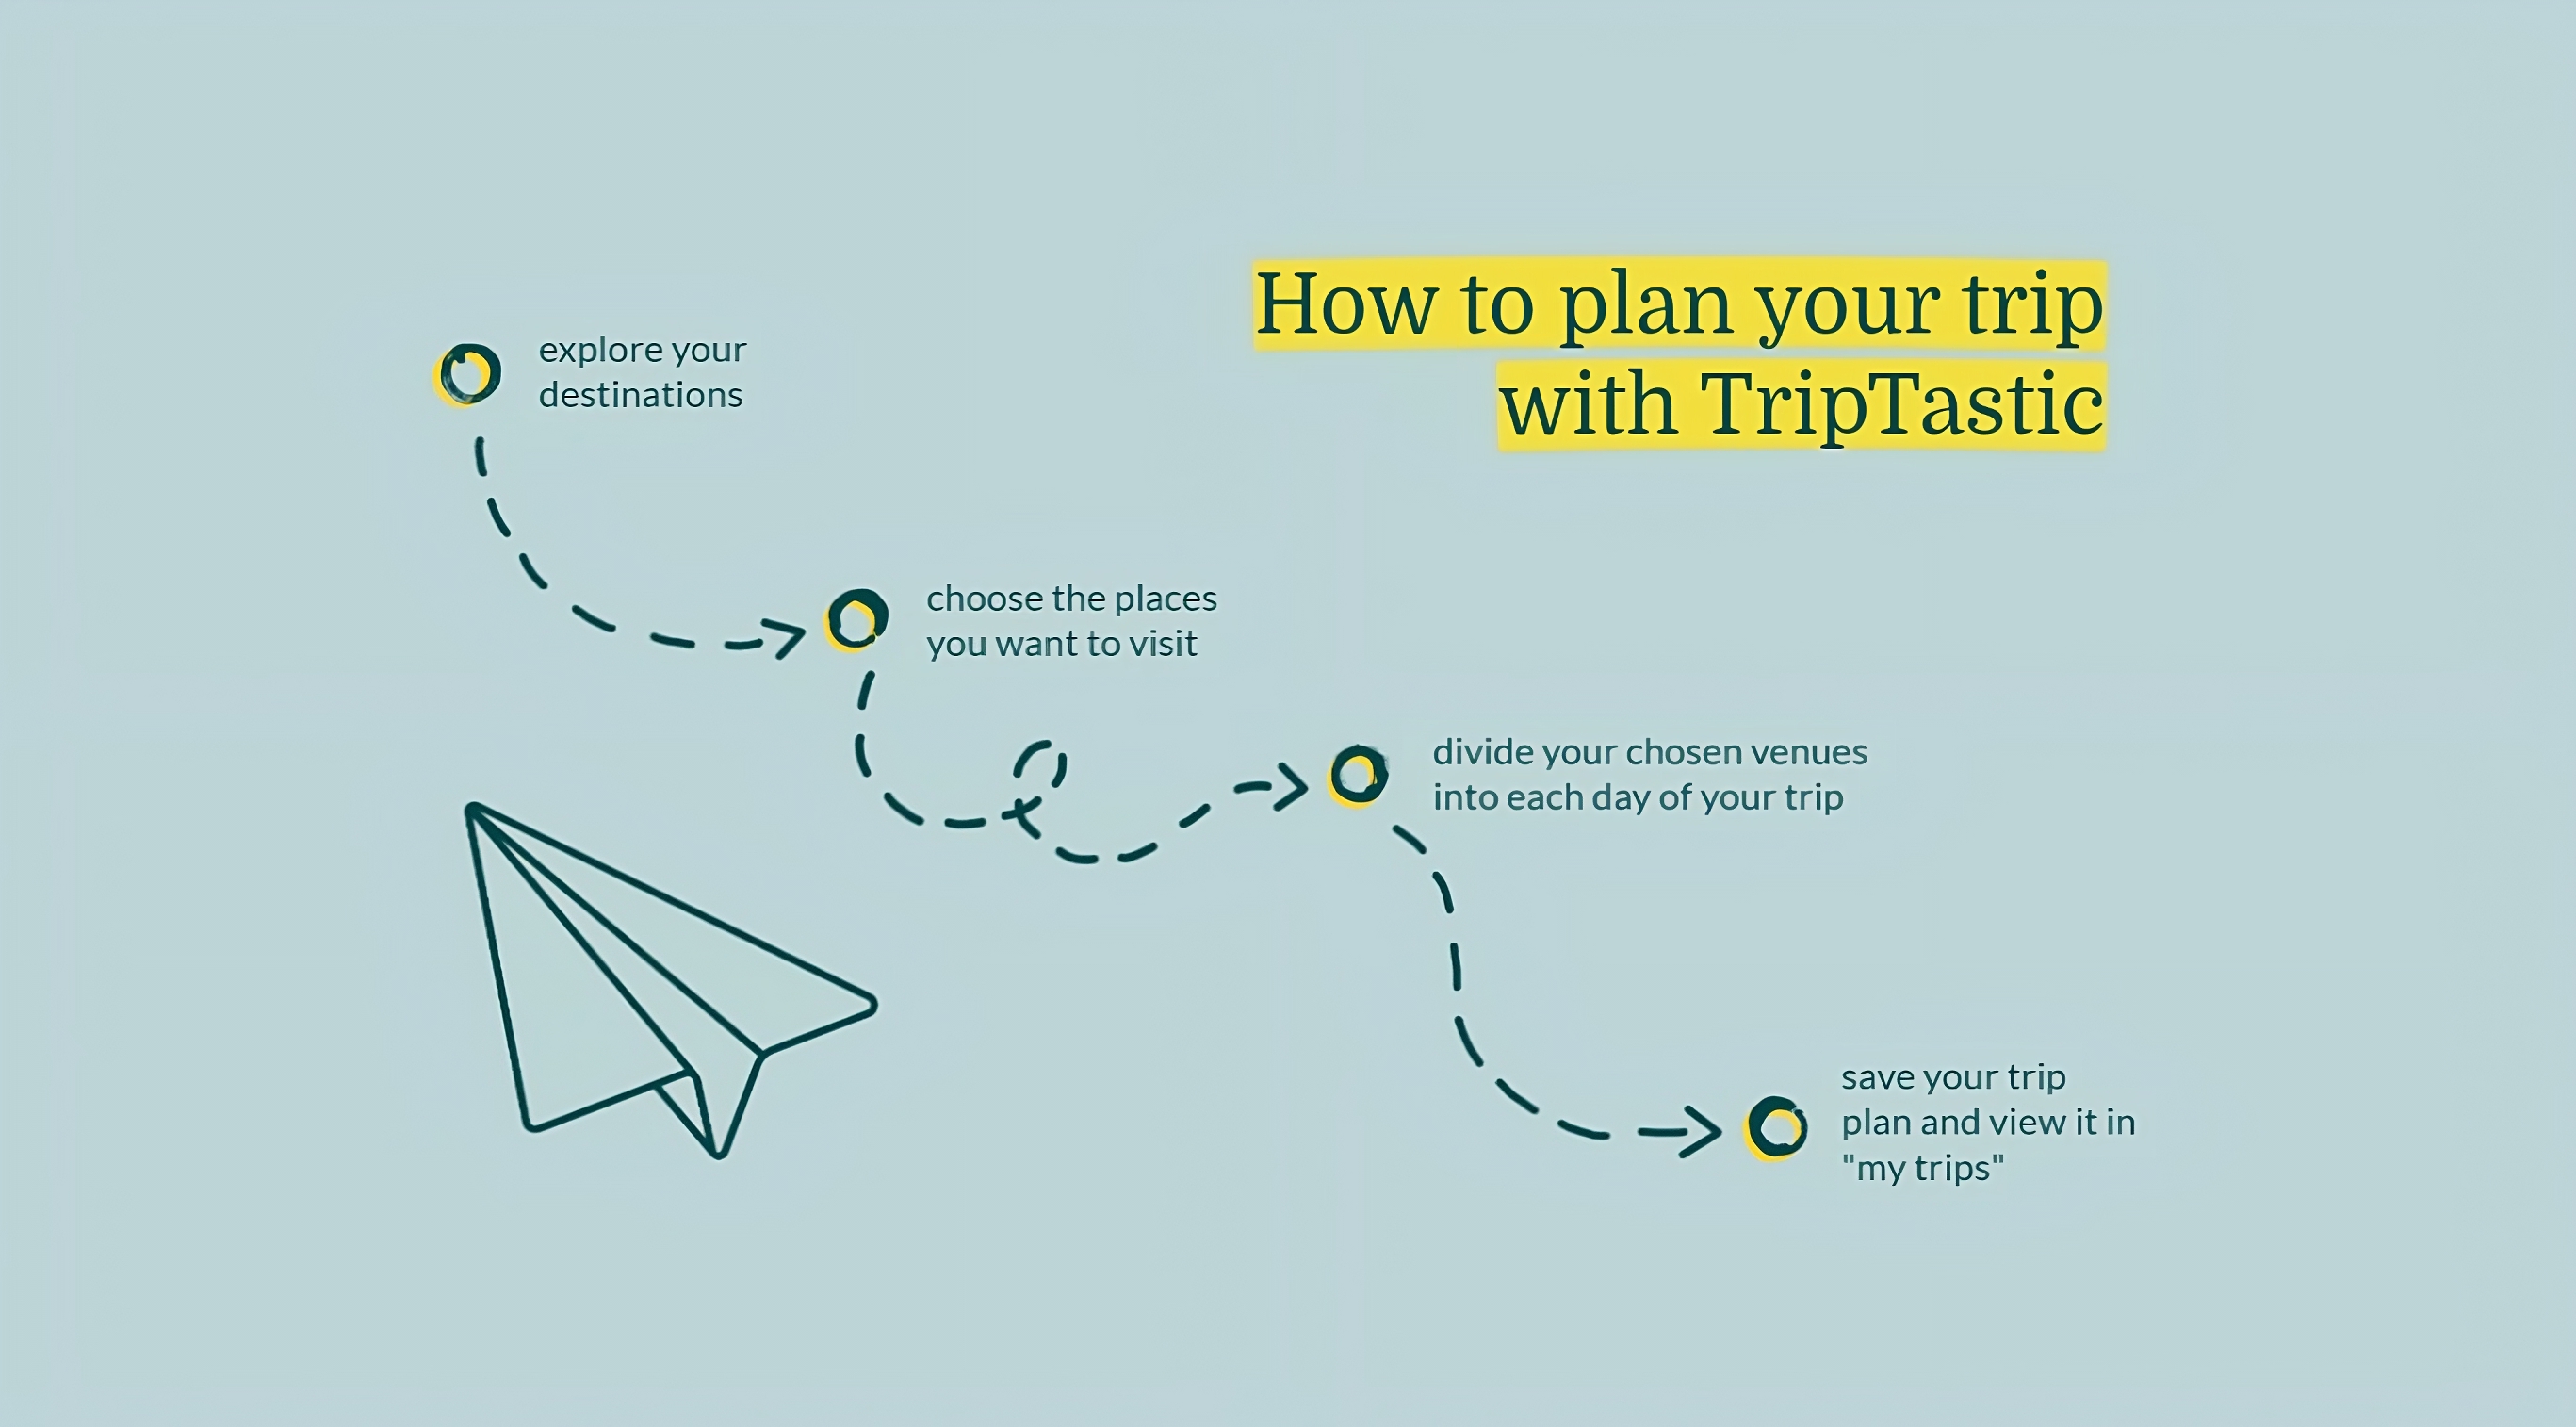 How to plan your trip
with TripTastic
explore your
destinations
choose the places
you want to visit
divide your chosen venues
into each day of your trip
save your trip
plan and view it in
"my trips"